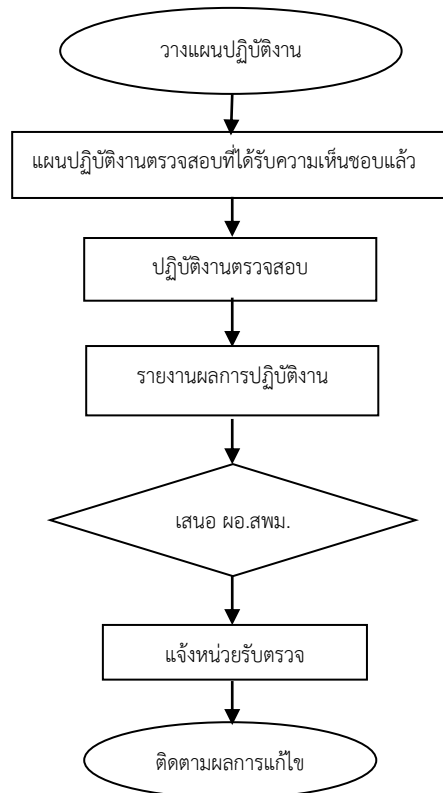 วางแผนปฏิบัติงาน
แผนปฏิบัติงานตรวจสอบที่ได้รับความเห็นชอบแล้ว
ปฏิบัติงานตรวจสอบ
รายงานผลการปฏิบัติงาน
เสนอ ผอ.สพม.
แจ้งหน่วยรับตรวจ
ติดตามผลการแก้ไข